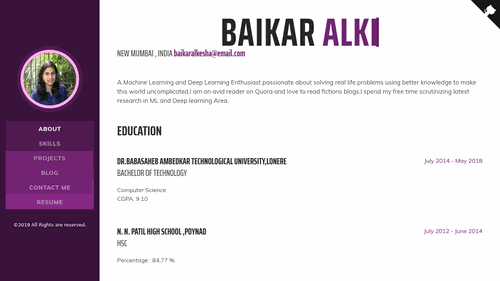 BAIKAR ALKI
NEW MUMBAI , INDIA baikaralkesha@email.com
A Machine Learning and Deep Learning Enthusiast passionate about solving real life problems using better knowledge to make
this world uncomplicated.I am an avid reader on Quora and love to read fictions blogs.I spend my free time scrutinizing latest
research in ML and Deep learning Area.
ABOUT
SKILLS
PROJECTS
BLOG
CONTACT ME
RESUME
©2019 All Rights are reserved.
EDUCATION
DR.BABASAHEB AMBEDKAR TECHNOLOGICAL UNIVERSITY,LONERE
July 2014 - May 2018
BACHELOR OF TECHNOLOGY
Computer Science
CGPA: 9.10
N. N. PATIL HIGH SCHOOL ,POYNAD
July 2012 - June 2014
HSC
Percentage : 84.77 %